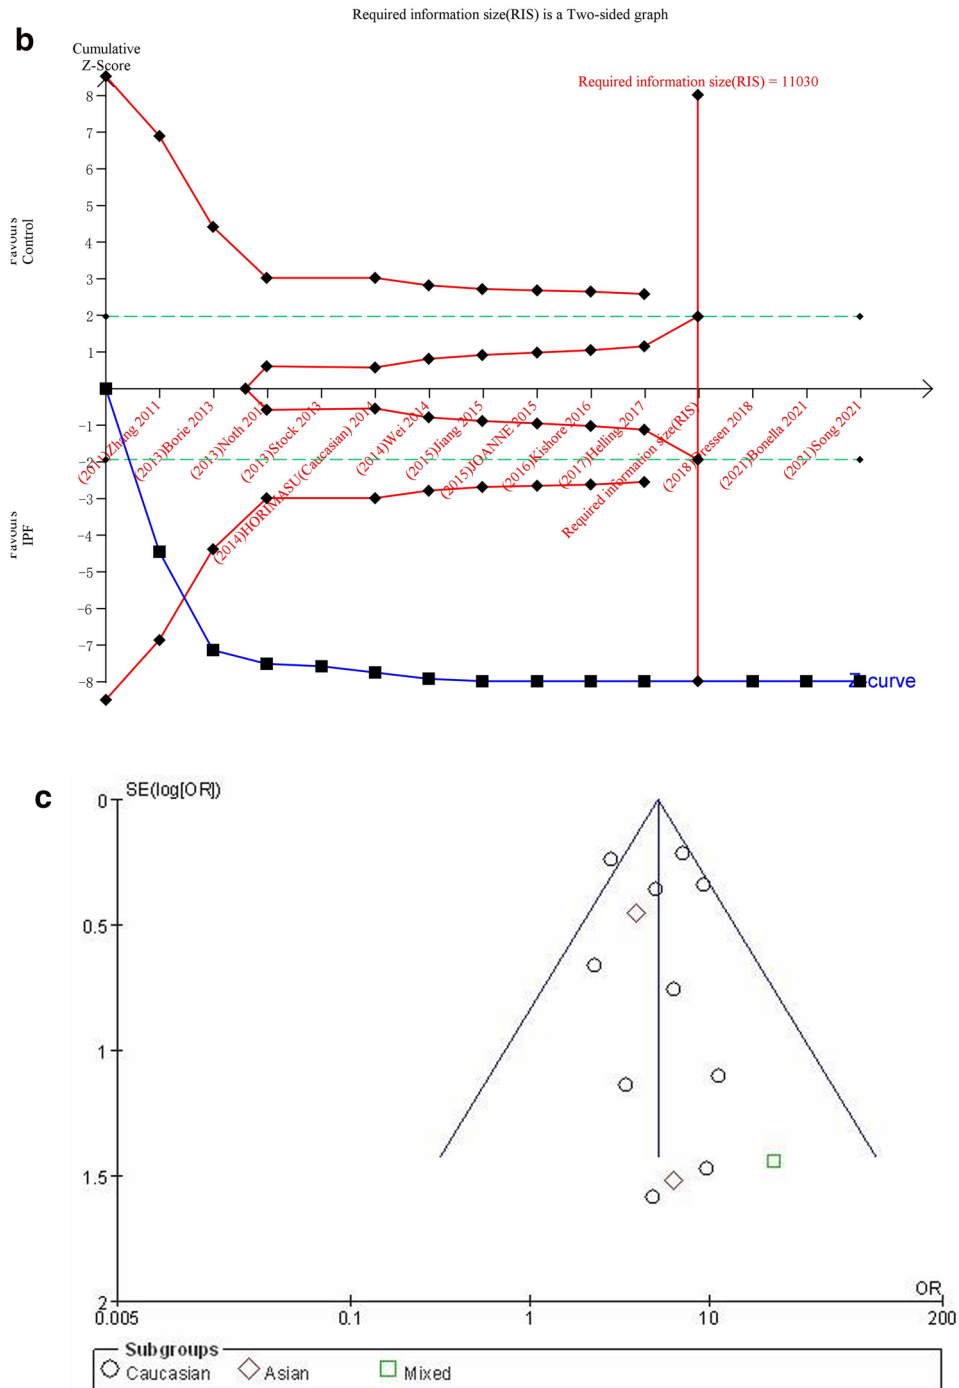 Required information size(RIS) is a Two-sided graph
b
Cumulative
Z-Score
Required information size(RIS) = 11030
8
7
6
5
4
3
2
1
-1
-2
-3
-4
-5
-6
-7
-8
Control
IPF
(2011)Zhang 2011
(2013)Borie 2013
(2013)Noth 2013
(2013)Stock 2013
(2014)HORIMASU(Caucasian) 2014
(2014)Wei 2014
(2015)Jiang 2015
(2015)JOANNE 2015
(2016)Kishore 2016
(2017)Helling 2017
Required information size(RIS)
(2018)Dressen 2018
(2021)Bonella 2021
(2021)Song 2021
Z-curve
c
SE(log[OR])
0
0.5
1
1.5
2
0.005
0.1
1
10
200
OR
Subgroups
Caucasian
Asian
Mixed